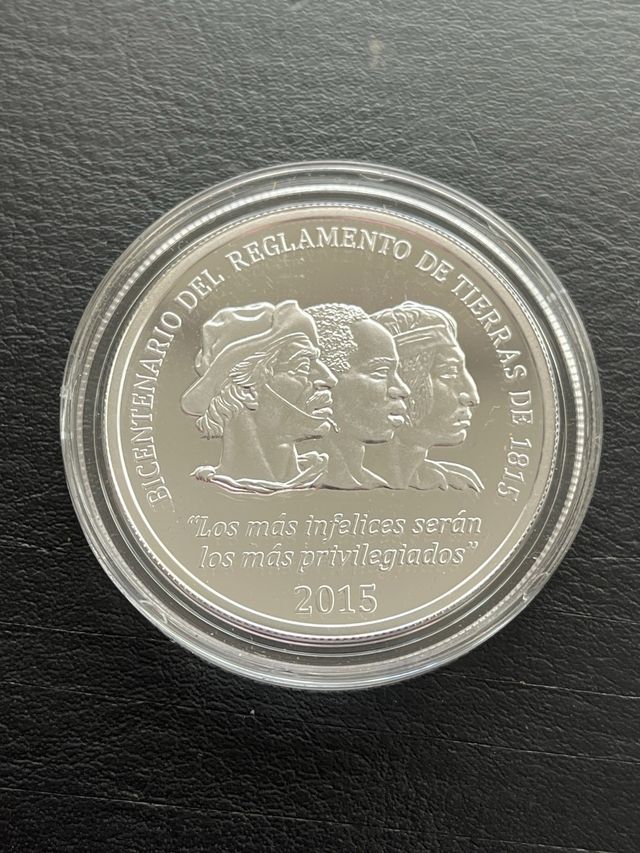 BICENTENARIO DEL REGLAMENTO DE TIERRAS DE 1815
“Los más infelices serán
los más privilegiados”
2015